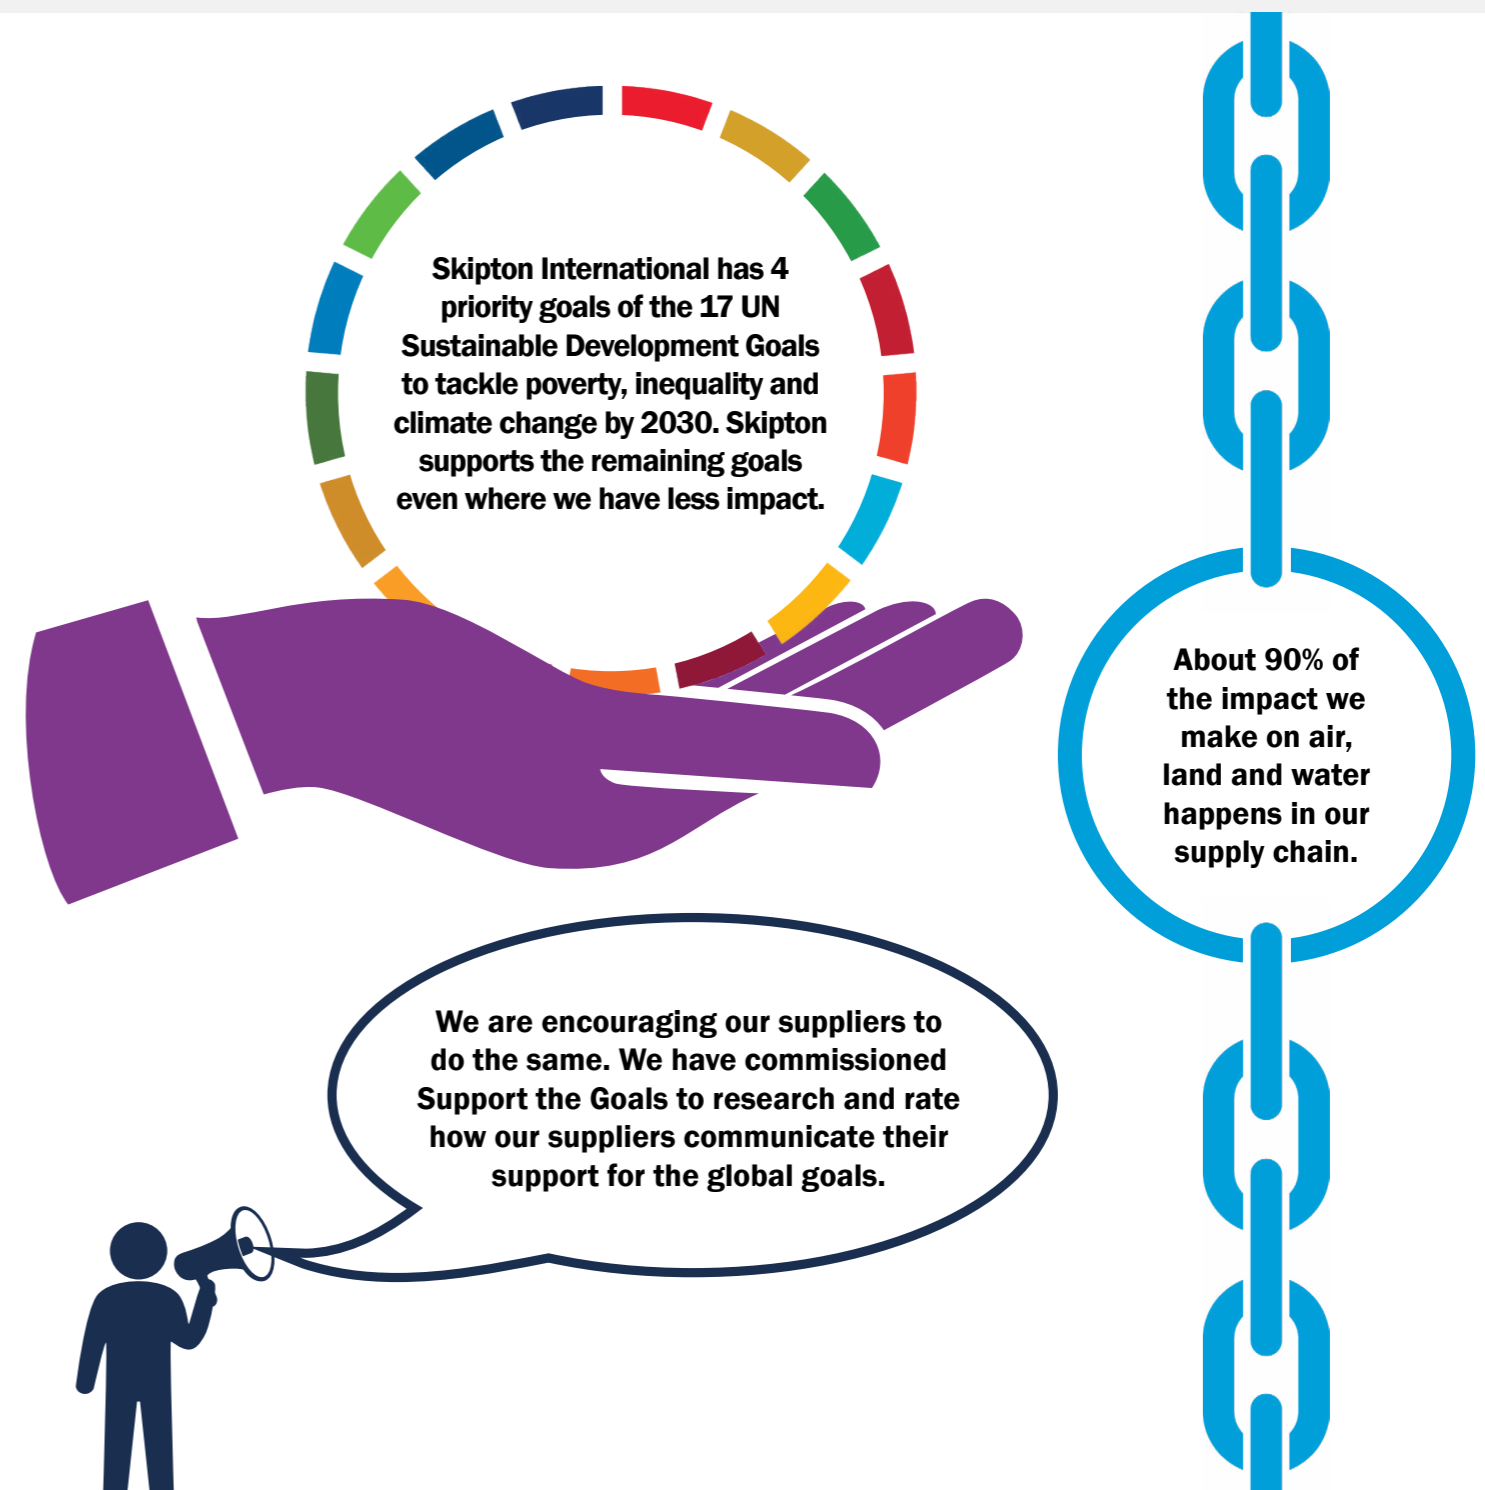 Skipton International has 4
priority goals of the 17 UN
Sustainable Development Goals
to tackle poverty, inequality and
climate change by 2030. Skipton
supports the remaining goals
even where we have less impact.
About 90% of
the impact we
make on air,
land and water
happens in our
supply chain.
We are encouraging our suppliers to
do the same. We have commissioned
Support the Goals to research and rate
how our suppliers communicate their
support for the global goals.